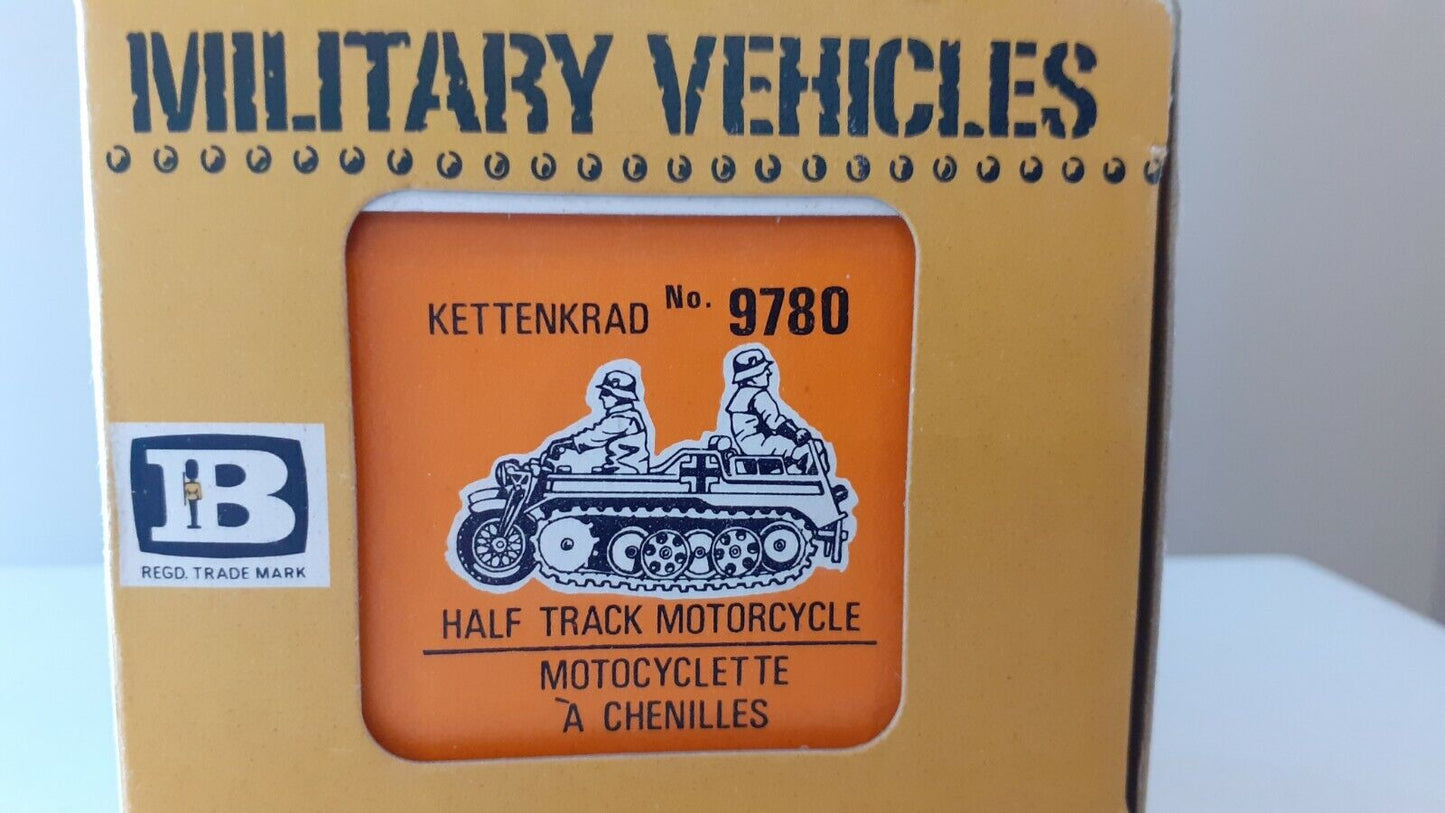 MILITARY VEHICLES
KETTENKRAD No. 9780
B
REGD. TRADE MARK
HALF TRACK MOTORCYCLE
MOTOCYCLETTE
À CHENILLES